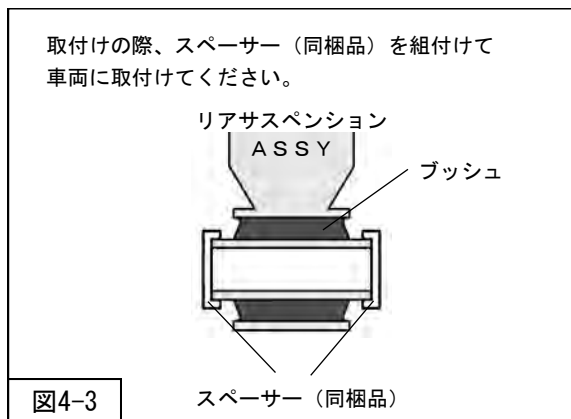 取付けの際、スペーサー（同梱品）を組付けて
車両に取付けてください。
リアサスペンション
ＡＳＳＹ
ブッシュ
スペーサー（同梱品）
図4-3